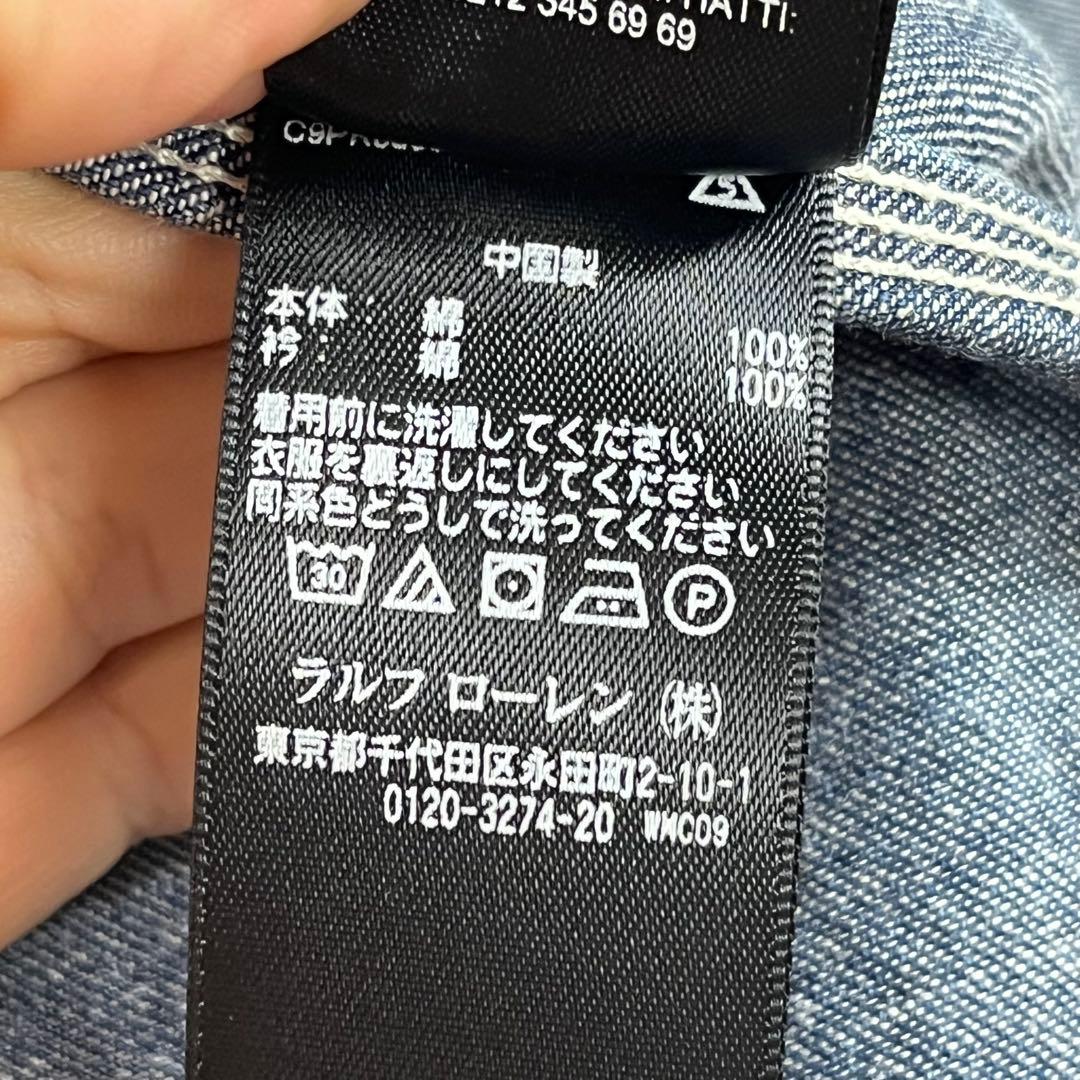 345 69 69
中国製
本体 綿 100%
衿: 綿 100%
着用前に洗濯してください
衣服を裏返しにしてください
同系色どうしで洗ってください
30 P
ラルフ ローレン (株)
東京都千代田区永田町2-10-1
0120-3274-20 WMC09